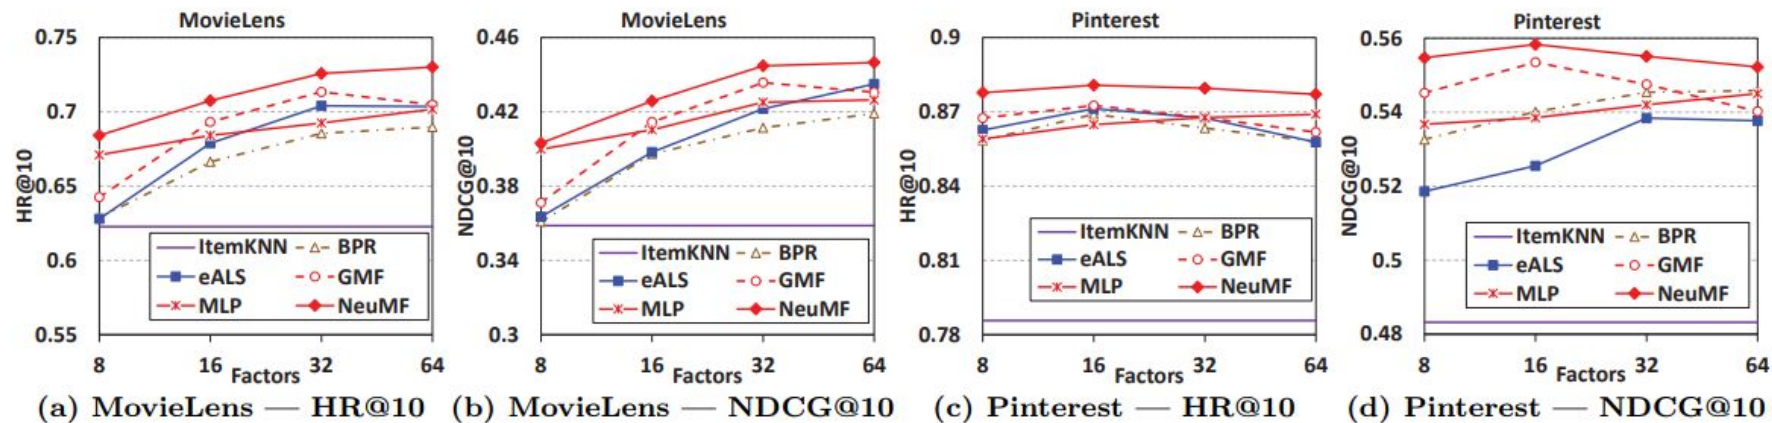 MovieLens
0.75
0.7
0.65
0.6
0.55
HR@10
ItemKNN BPR
eALS GMF
MLP NeuMF
8 16 32 64
Factors
(a) MovieLens — HR@10
MovieLens
0.46
0.42
0.38
0.34
0.3
NDCG@10
ItemKNN BPR
eALS GMF
MLP NeuMF
8 16 32 64
Factors
(b) MovieLens — NDCG@10
Pinterest
0.9
0.87
0.84
0.81
0.78
HR@10
ItemKNN BPR
eALS GMF
MLP NeuMF
8 16 32 64
Factors
(c) Pinterest — HR@10
Pinterest
0.56
0.54
0.52
0.5
0.48
NDCG@10
ItemKNN BPR
eALS GMF
MLP NeuMF
8 16 32 64
Factors
(d) Pinterest — NDCG@10